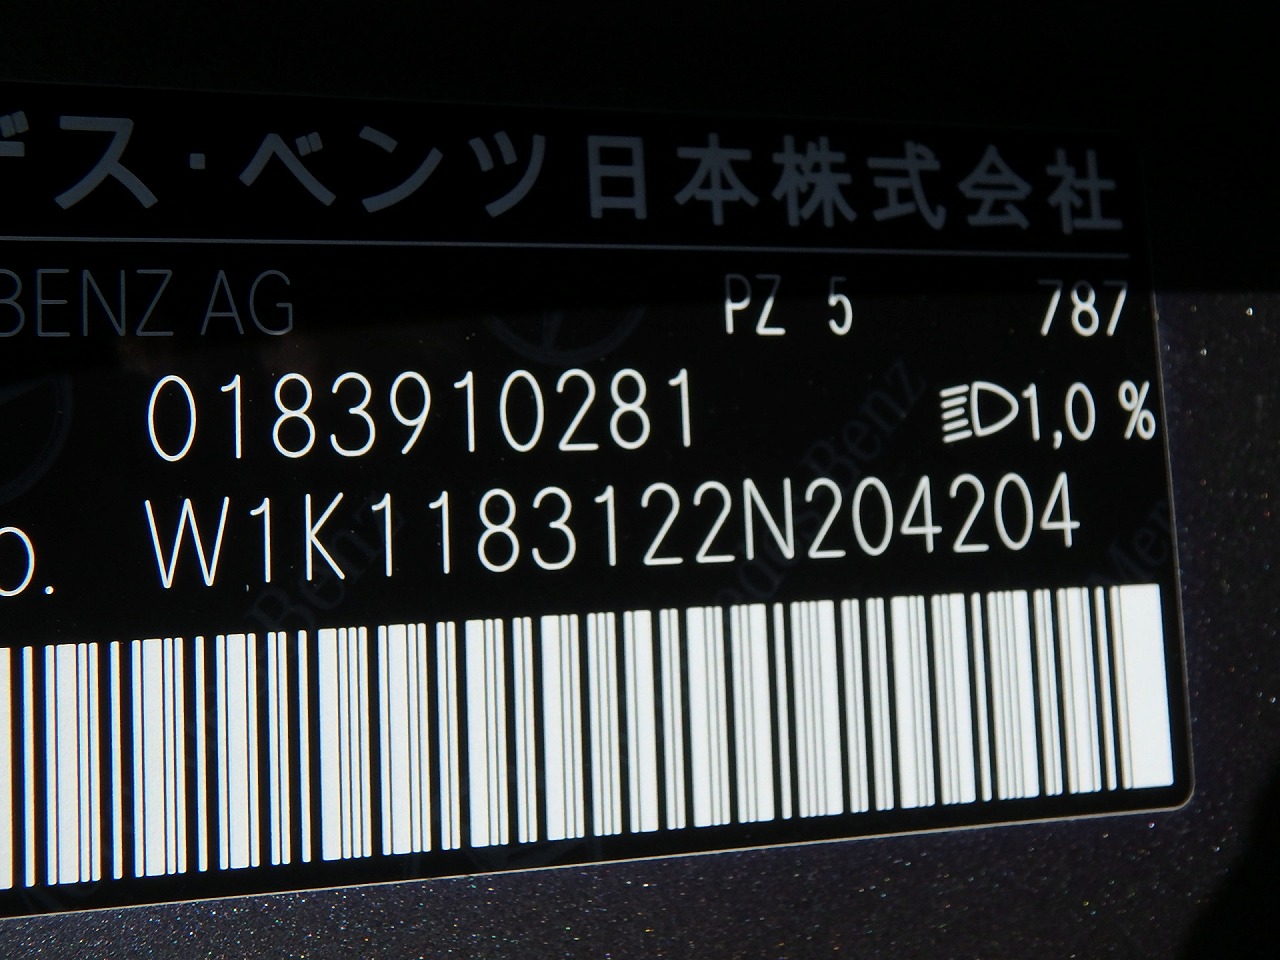 デス・ベンツ日本株式会社
BENZ AG PZ 5 787
0183910281 1,0 %
o. W1K1183122N204204